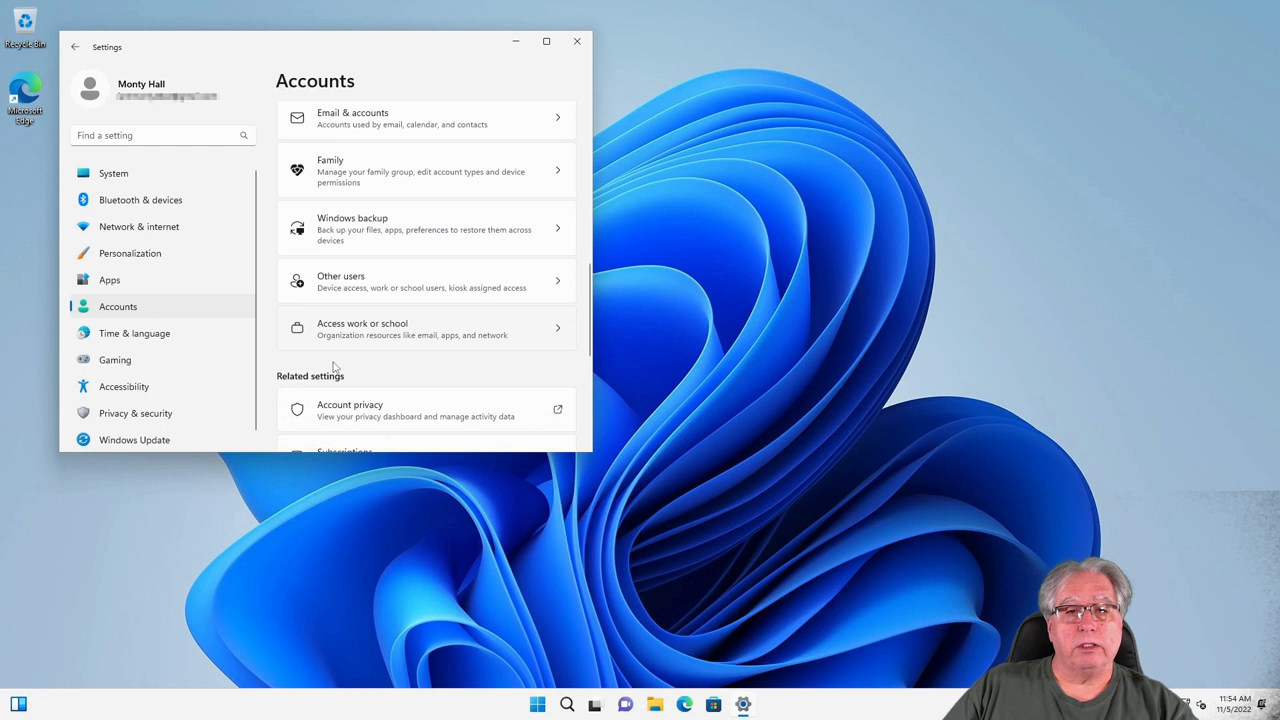 Recycle Bin
Microsoft
Edge
Settings
Monty Hall
Find a setting
System
Bluetooth & devices
Network & internet
Personalization
Apps
Accounts
Time & language
Gaming
Accessibility
Privacy & security
Windows Update
Accounts
Email & accounts
Accounts used by email, calendar, and contacts
Family
Manage your family group, edit account types and device
permissions
Windows backup
Back up your files, apps, preferences to restore them across
devices
Other users
Device access, work or school users, kiosk assigned access
Access work or school
Organization resources like email, apps, and network
Related settings
Account privacy
View your privacy dashboard and manage activity data
Subscriptions
11:54 AM
11/5/2022